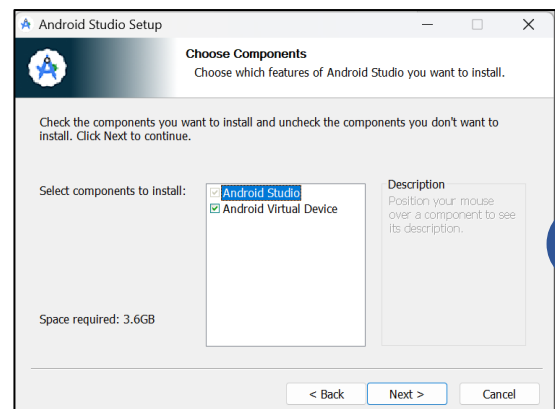 Android Studio Setup
Choose Components
Choose which features of Android Studio you want to install.
Check the components you want to install and uncheck the components you don't want to
install. Click Next to continue.
Select components to install:
Android Studio
Android Virtual Device
Description
Position your mouse
over a component to see
its description.
Space required: 3.6GB
< Back
Next >
Cancel